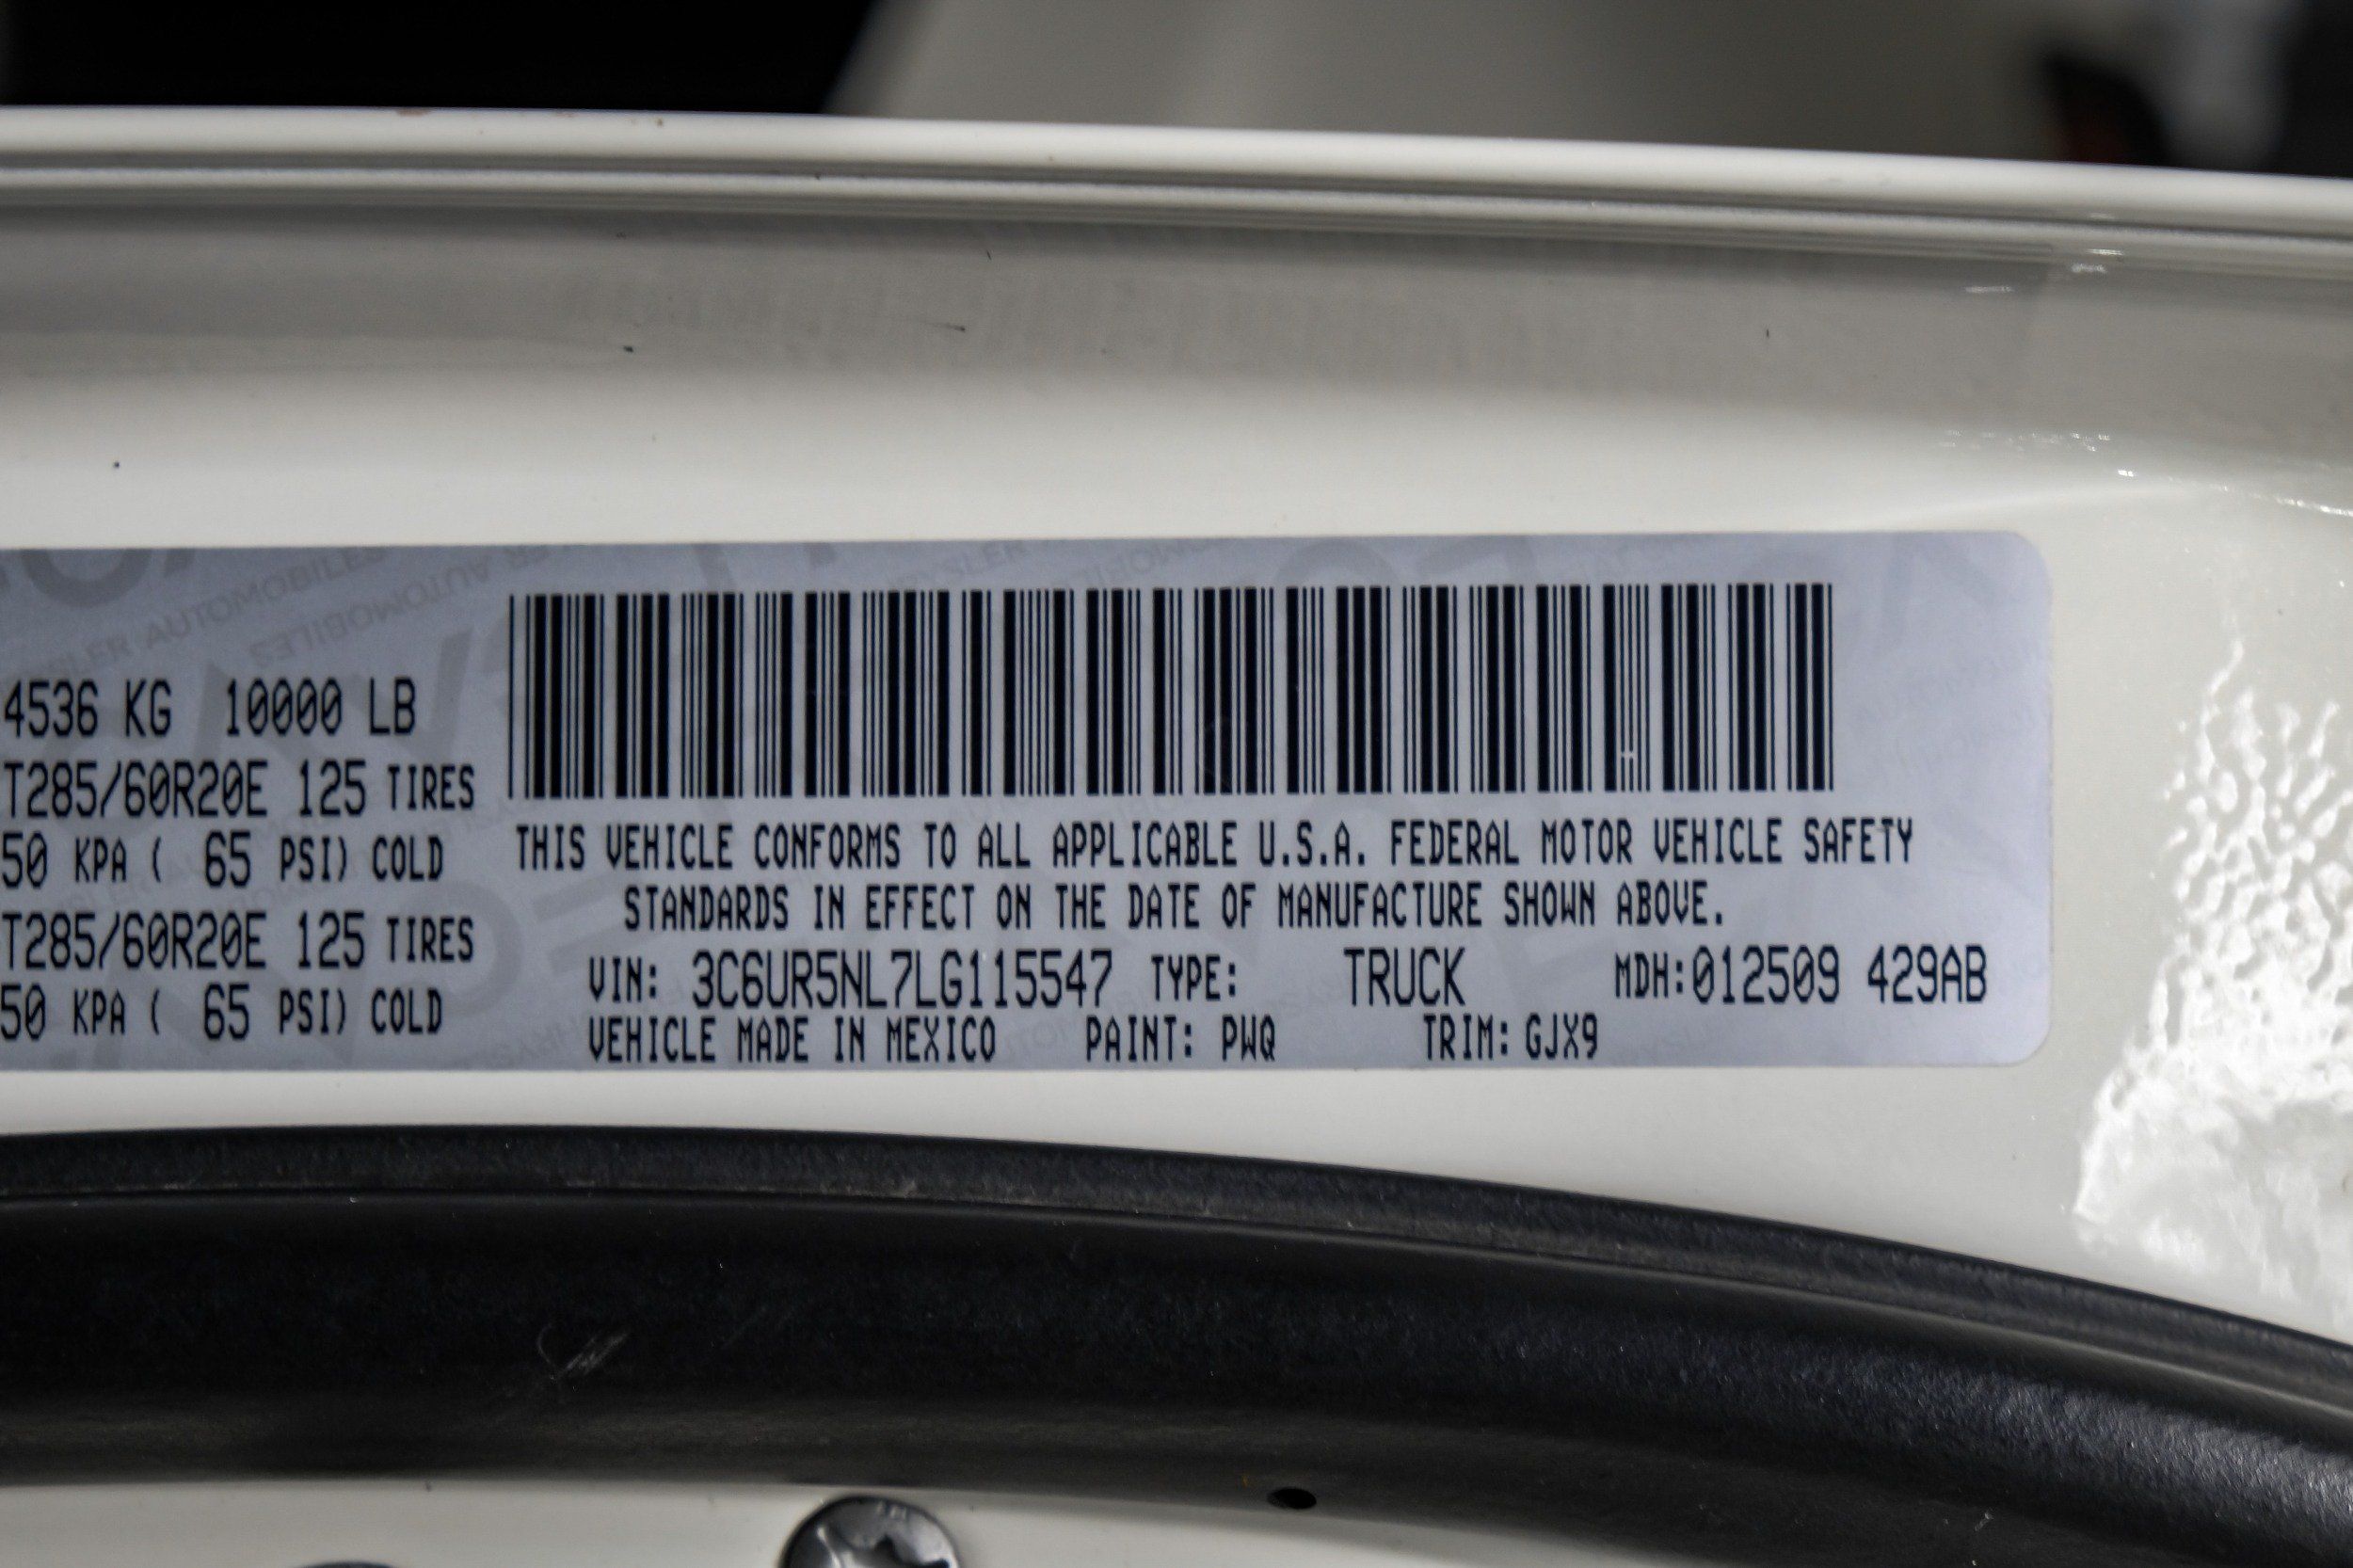 4536 KG 10000 LB
T285/60R20E 125 TIRES
50 KPA ( 65 PSI) COLD
T285/60R20E 125 TIRES
50 KPA ( 65 PSI) COLD
THIS VEHICLE CONFORMS TO ALL APPLICABLE U.S.A. FEDERAL MOTOR VEHICLE SAFETY
STANDARDS IN EFFECT ON THE DATE OF MANUFACTURE SHOWN ABOVE.
VIN: 3C6UR5NL7LG115547 TYPE: TRUCK MDH:012509 429AB
VEHICLE MADE IN MEXICO PAINT: PWQ TRIM: GJX9